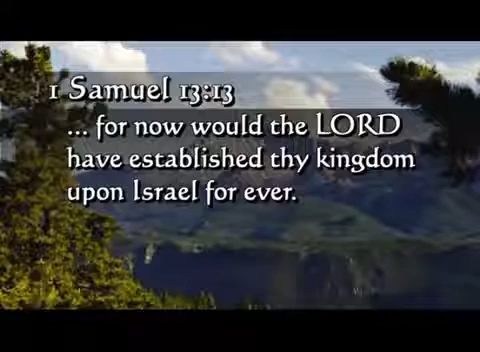 1 Samuel 13:13
... for now would the LORD
have established thy kingdom
upon Israel for ever.